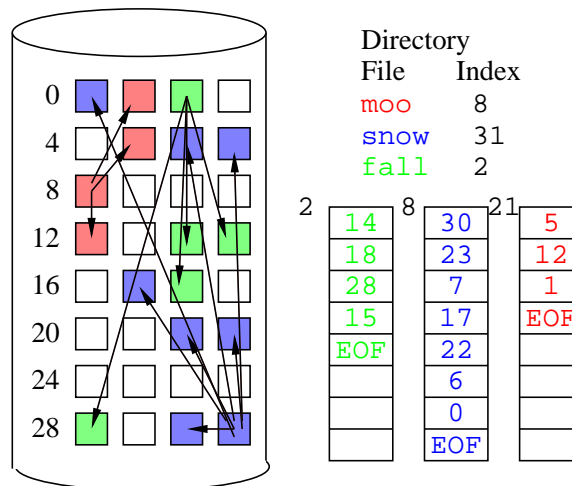 Directory
File Index
moo 8
snow 31
fall 2
0
4
8
12
16
20
24
28
2 8 21
14 30 5
18 23 12
28 7 1
15 17 EOF
EOF 22
6
0
EOF